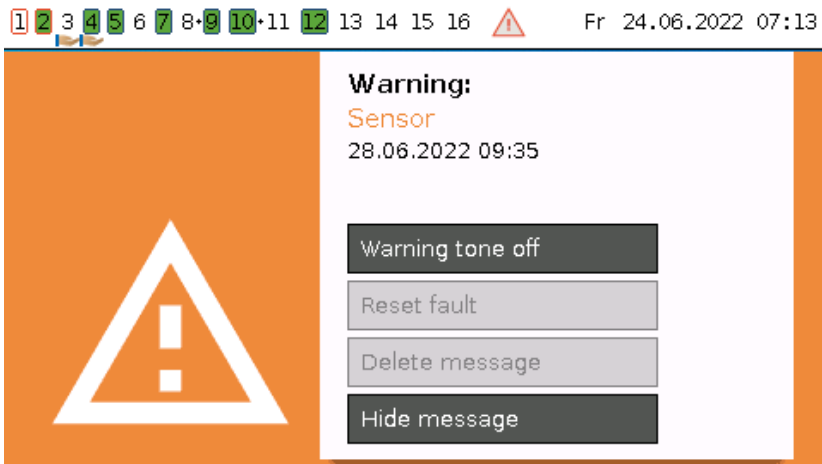 1 2 3 4 5 6 7 8 9 10 11 12 13 14 15 16 Fr 24.06.2022 07:13
Warning:
Sensor
28.06.2022 09:35
Warning tone off
Reset fault
Delete message
Hide message